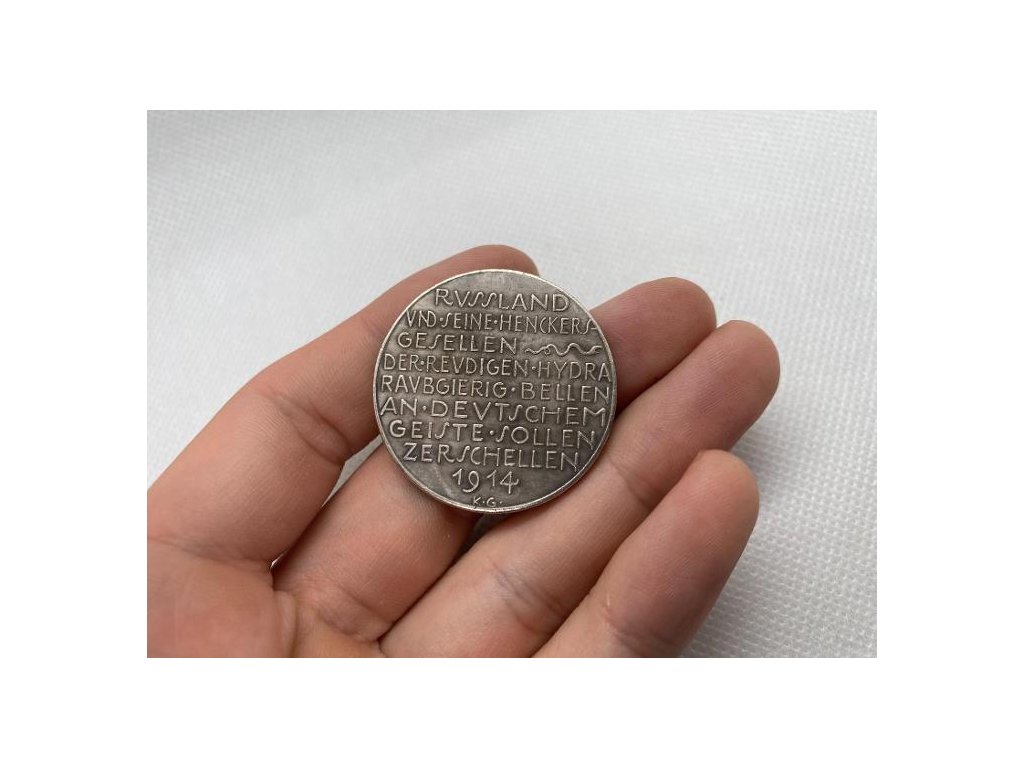 RVSSLAND
VND·SEINE·HENCKERS
GESELLEN
DER·REVDIGEN·HYDRA
RAVBGIERIG·BELLEN
AN·DEVTSCHEM
GEISTE·SOLLEN
ZERSCHELLEN
1914
K·G·